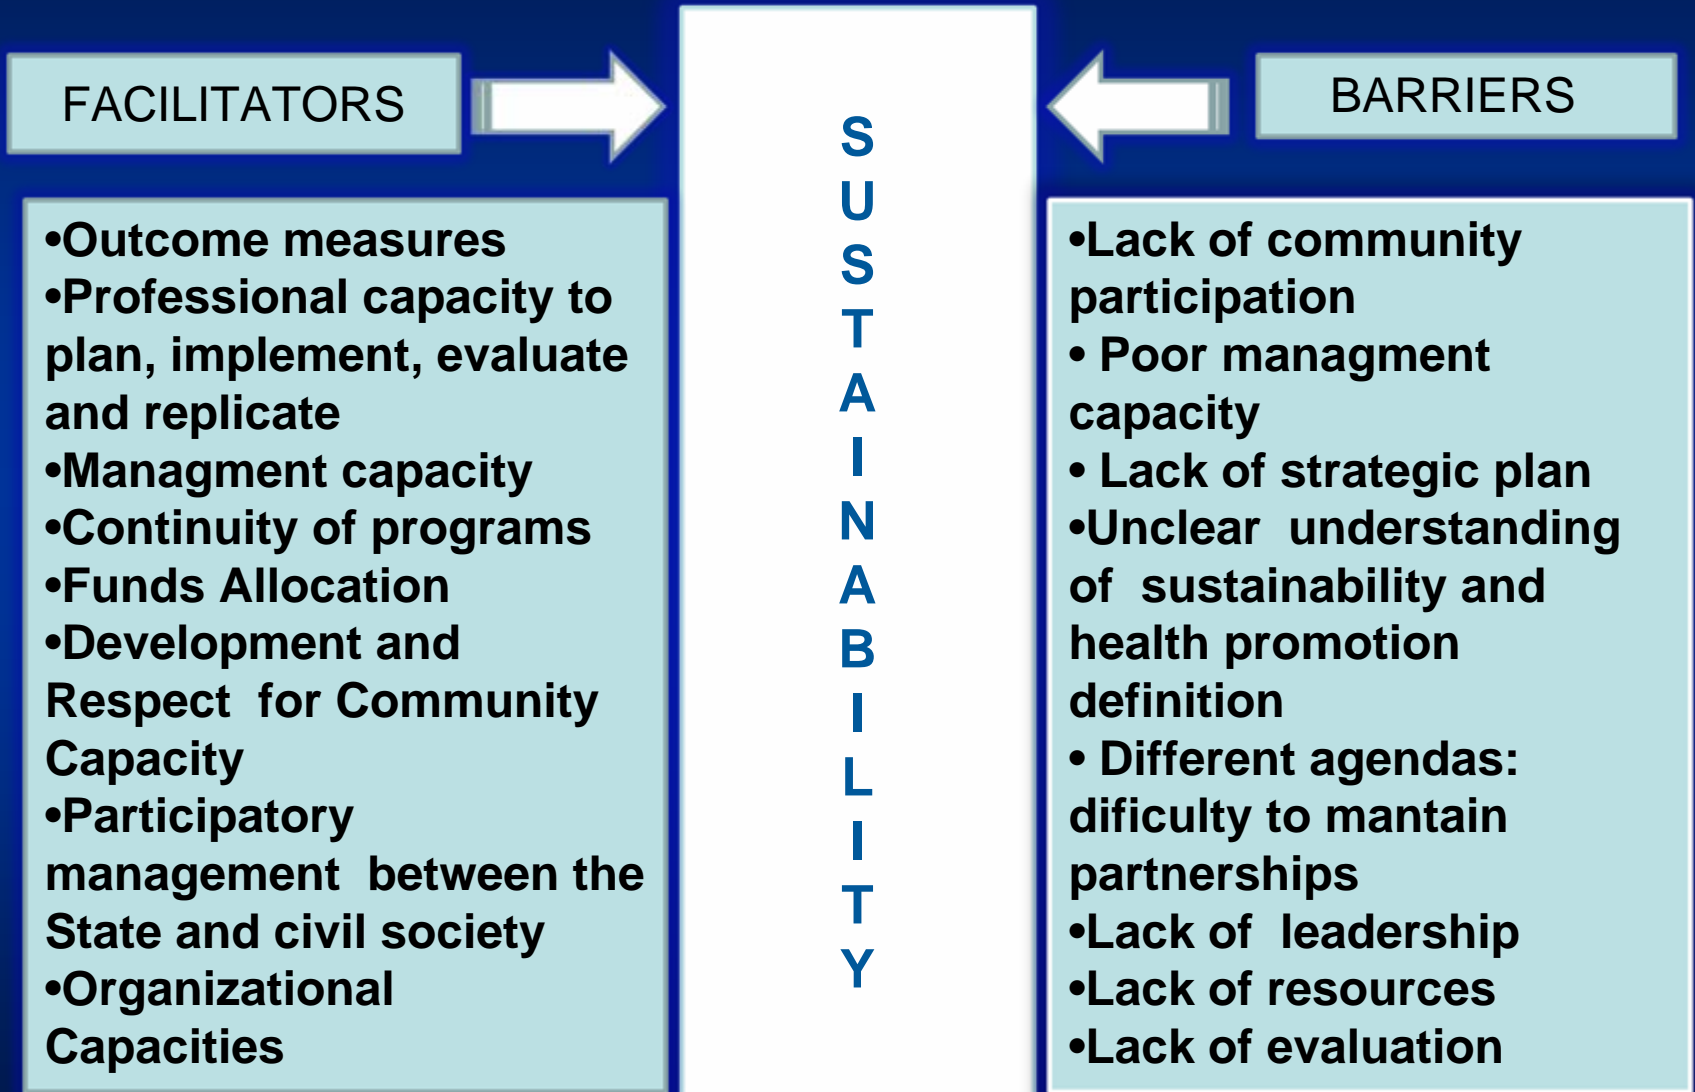 FACILITATORS
•Outcome measures
•Professional capacity to
plan, implement, evaluate
and replicate
•Managment capacity
•Continuity of programs
•Funds Allocation
•Development and
Respect  for Community
Capacity
•Participatory
management  between the
State and civil society
•Organizational
Capacities
S
U
S
T
A
I
N
A
B
I
L
I
T
Y
BARRIERS
•Lack of community
participation
• Poor managment
capacity
• Lack of strategic plan
•Unclear  understanding
of  sustainability and
health promotion
definition
• Different agendas:
dificulty to mantain
partnerships
•Lack of  leadership
•Lack of resources
•Lack of evaluation